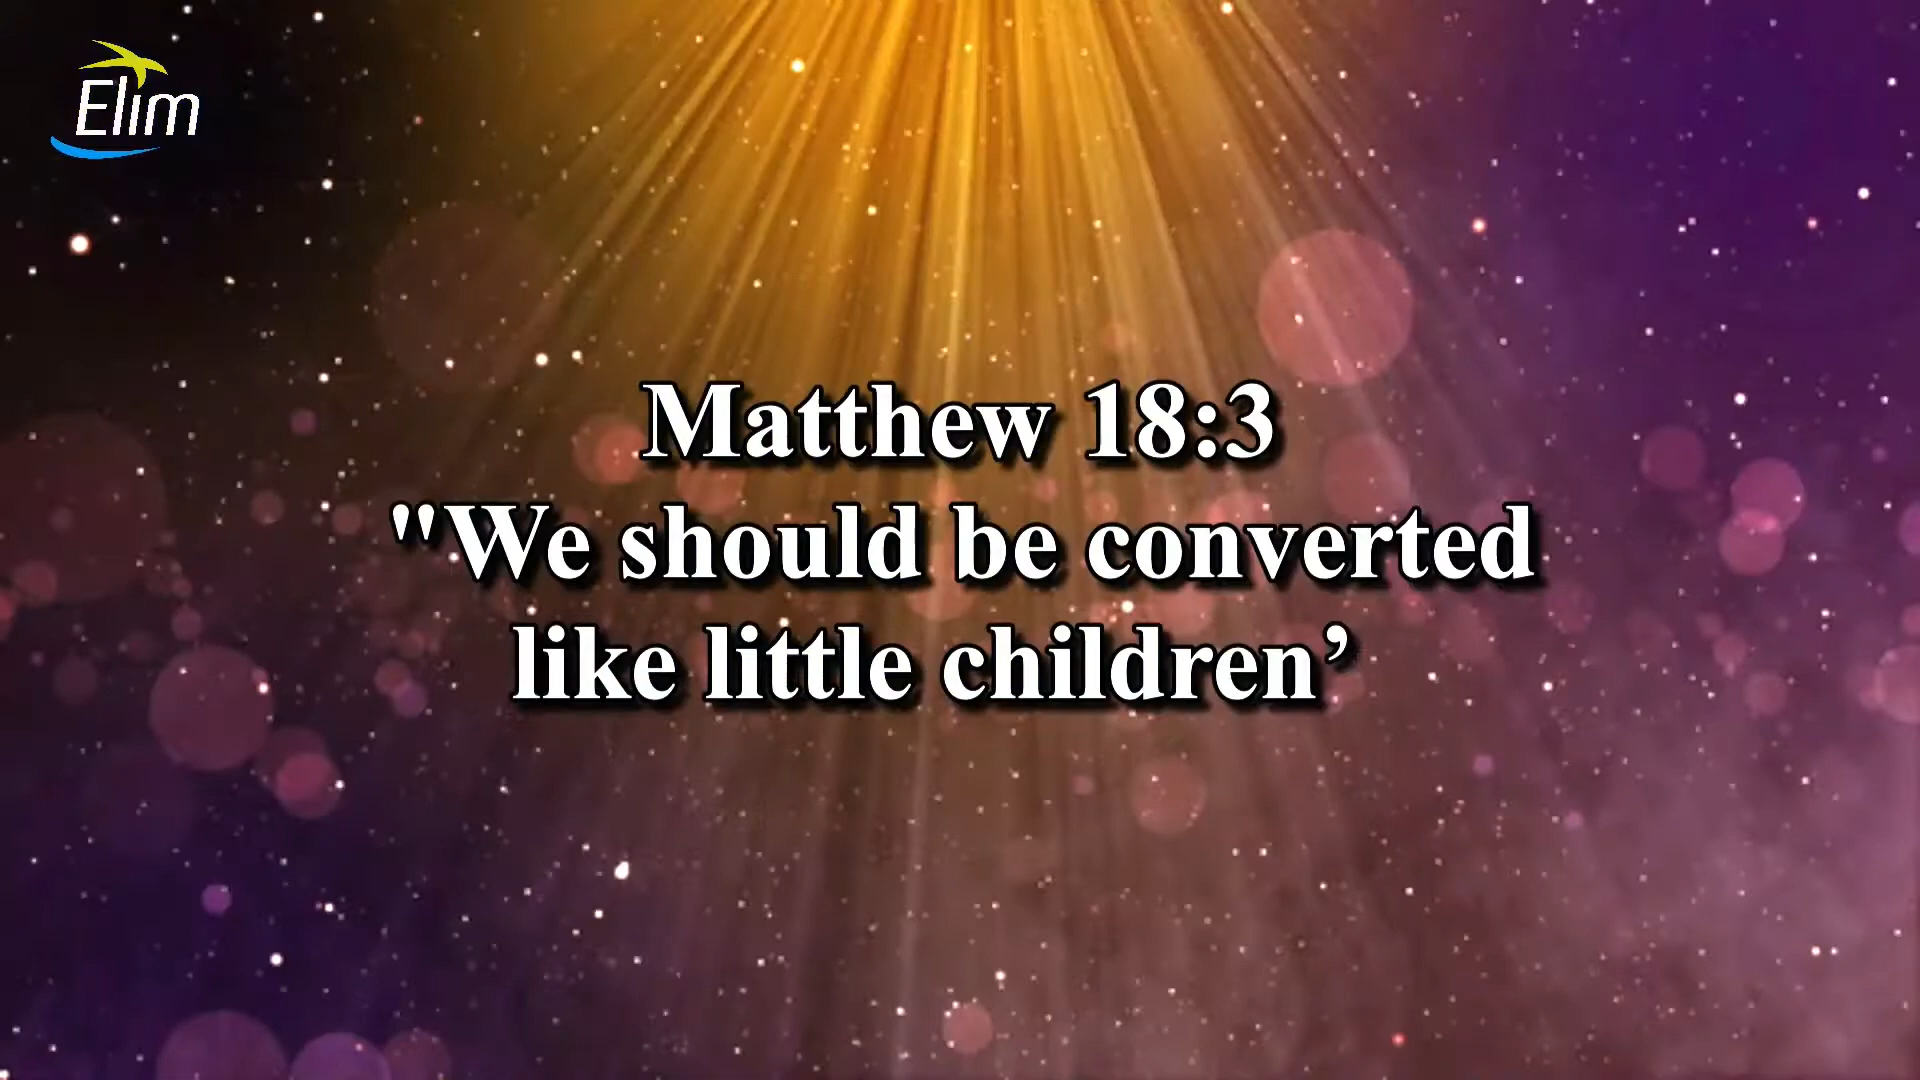 Elim
Matthew 18:3
"We should be converted
like little children’